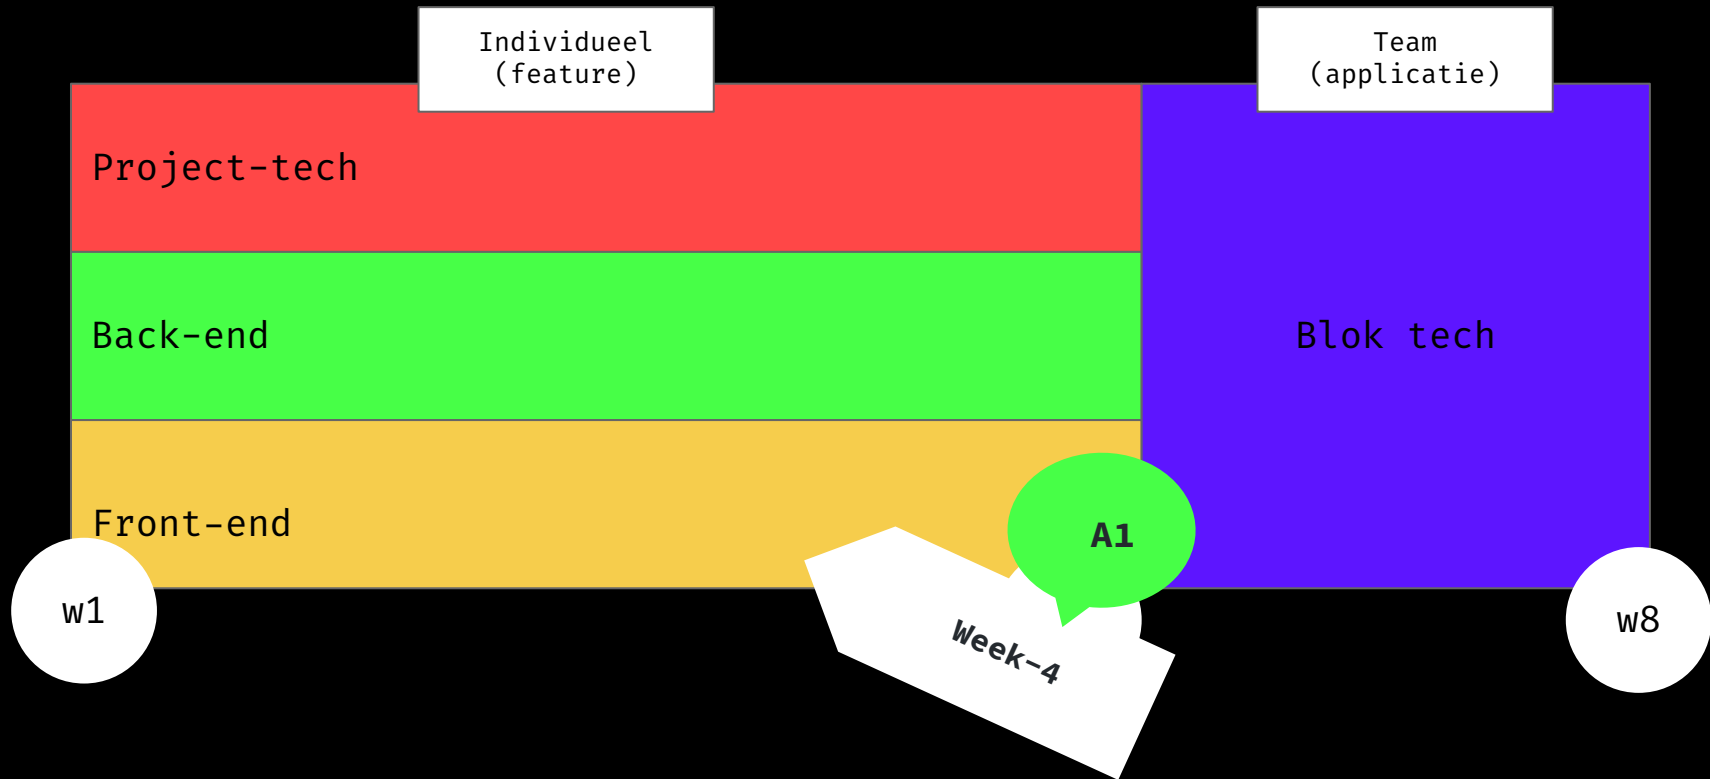 Individueel
(feature)
Team
(applicatie)
Project-tech
Back-end
Blok tech
Front-end
A1
w1
Week-4
w8